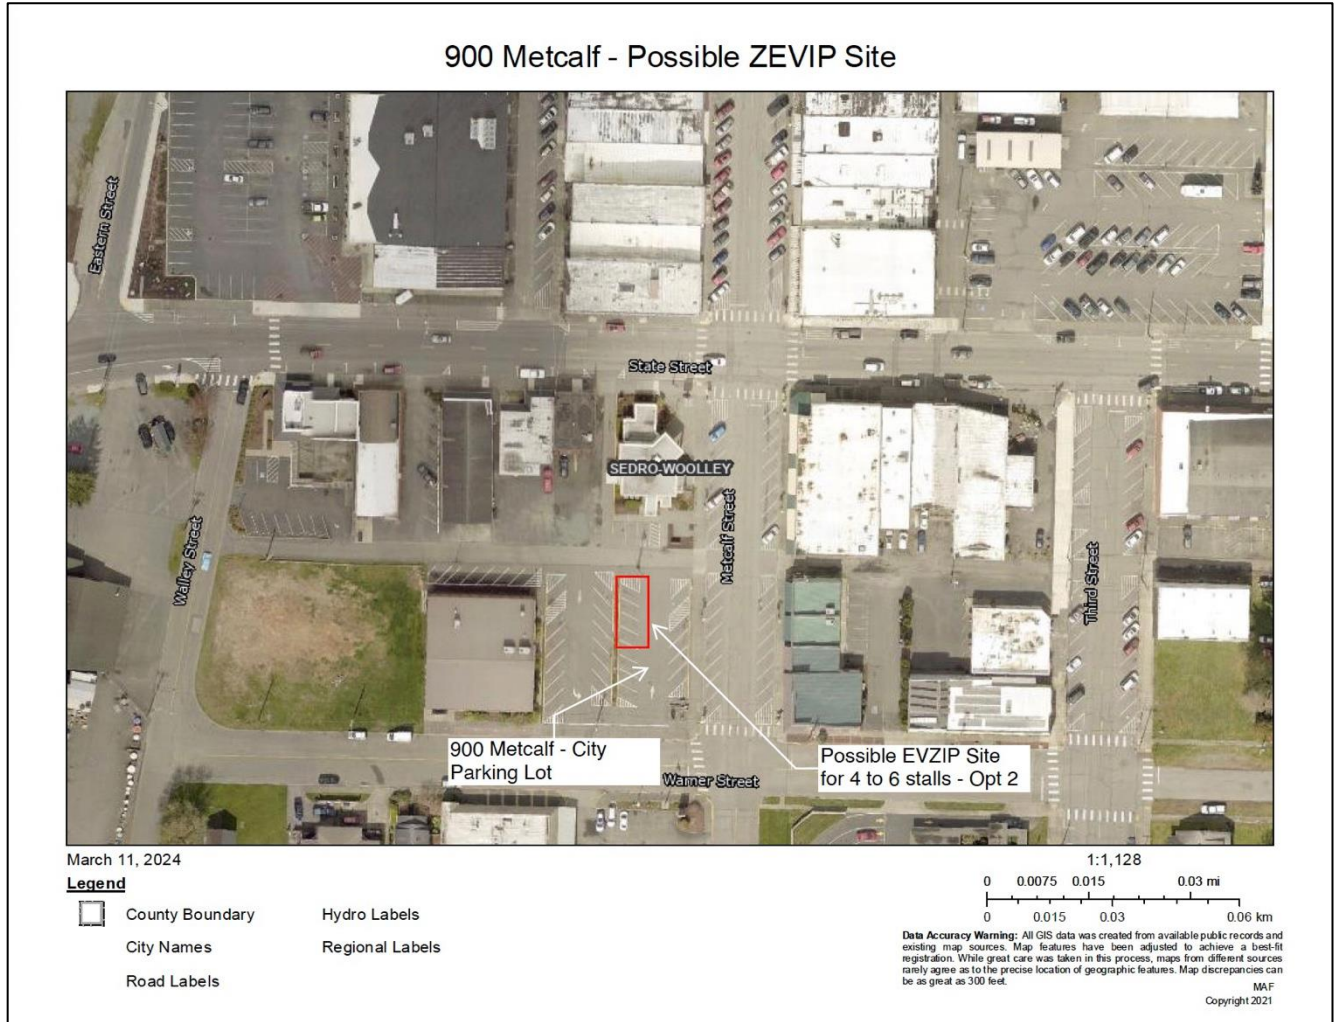 900 Metcalf - Possible ZEVIP Site
Eastern Street
State Street
SEDRO-WOOLLEY
Metcalf Street
Walley Street
Third Street
900 Metcalf - City
Parking Lot
Possible EVZIP Site
for 4 to 6 stalls - Opt 2
Warner Street
March 11, 2024
1:1,128
Legend
County Boundary
Hydro Labels
City Names
Regional Labels
Road Labels
0 0.0075 0.015 0.03 mi
0 0.015 0.03 0.06 km
Data Accuracy Warning: All GIS data was created from available public records and
existing map sources. Map features have been adjusted to achieve a best-fit
registration. While great care was taken in this process, maps from different sources
rarely agree as to the precise location of geographic features. Map discrepancies can
be as great as 300 feet.
MAF
Copyright 2021